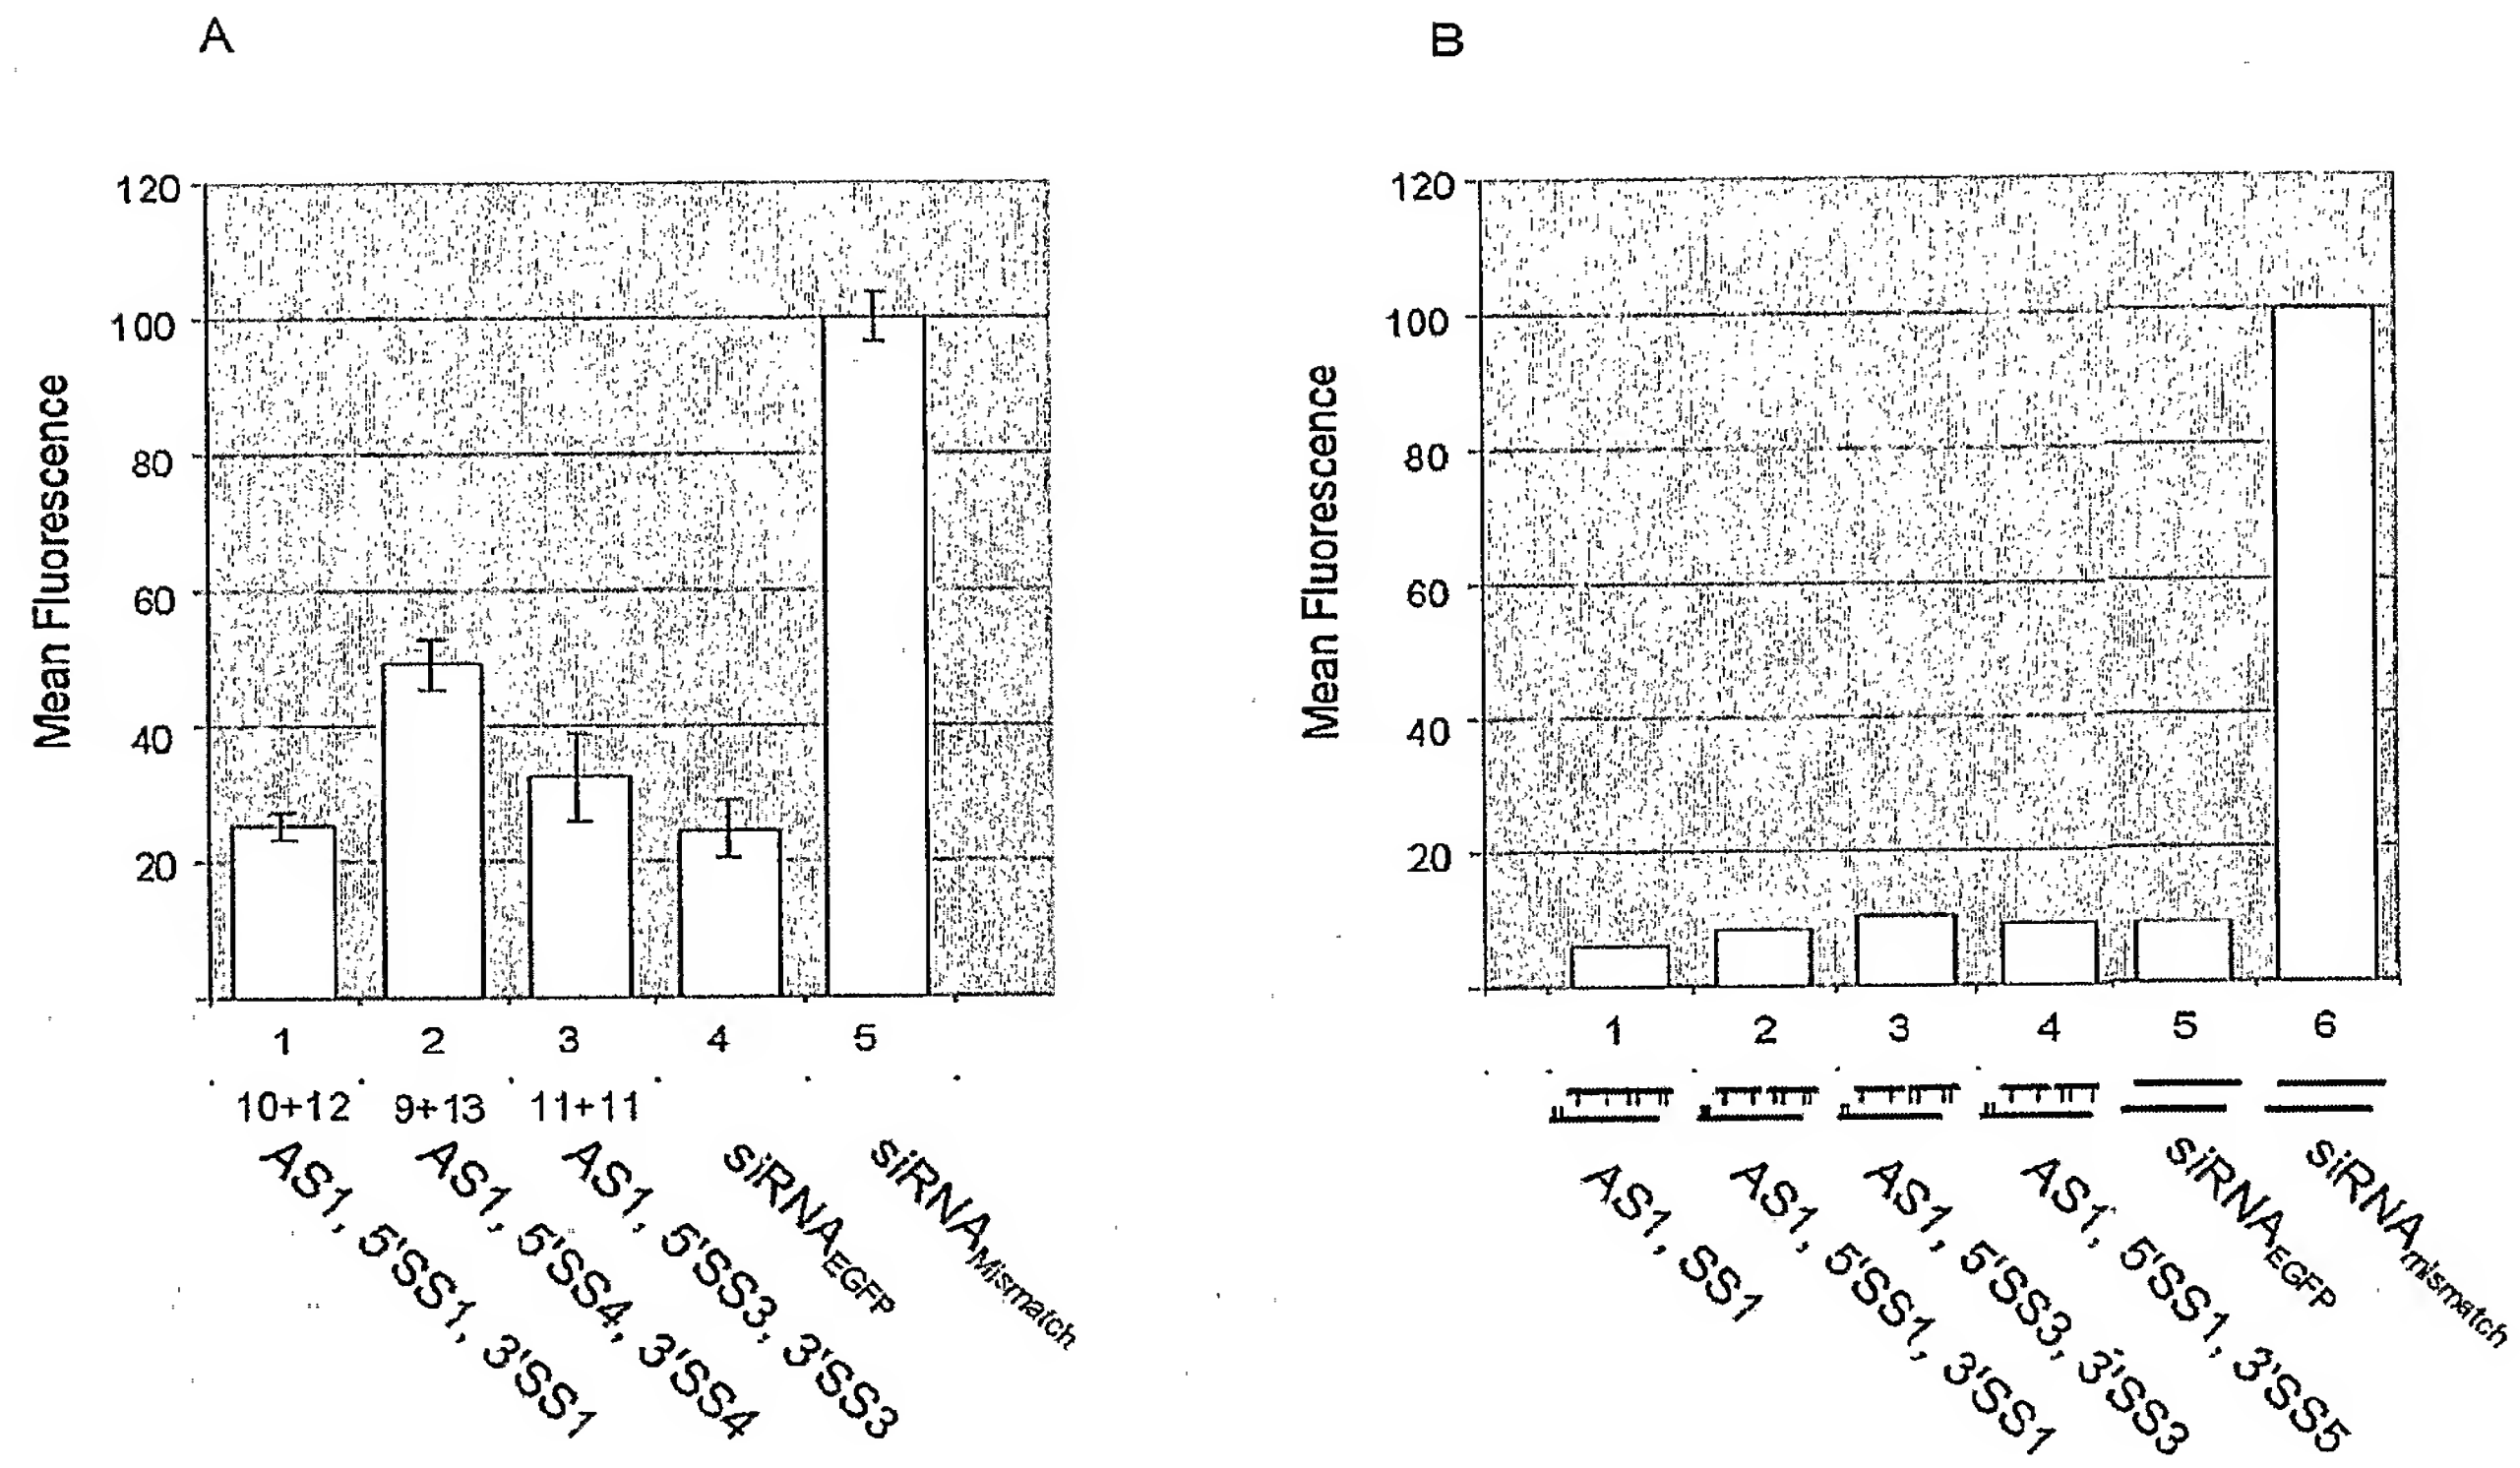 A
Mean Fluorescence
120
100
80
60
40
20
1 2 3 4 5
10+12 9+13 11+11
AS1, 5'SS1, 3'SS1
AS1, 5'SS4, 3'SS4
AS1, 5'SS3, 3'SS3
siRNAEGFP
siRNAMismatch
B
Mean Fluorescence
120
100
80
60
40
20
1 2 3 4 5 6
AS1, SS1
AS1, 5'SS1, 3'SS1
AS1, 5'SS3, 3'SS3
AS1, 5'SS1, 3'SS5
siRNAEGFP
siRNAmismatch